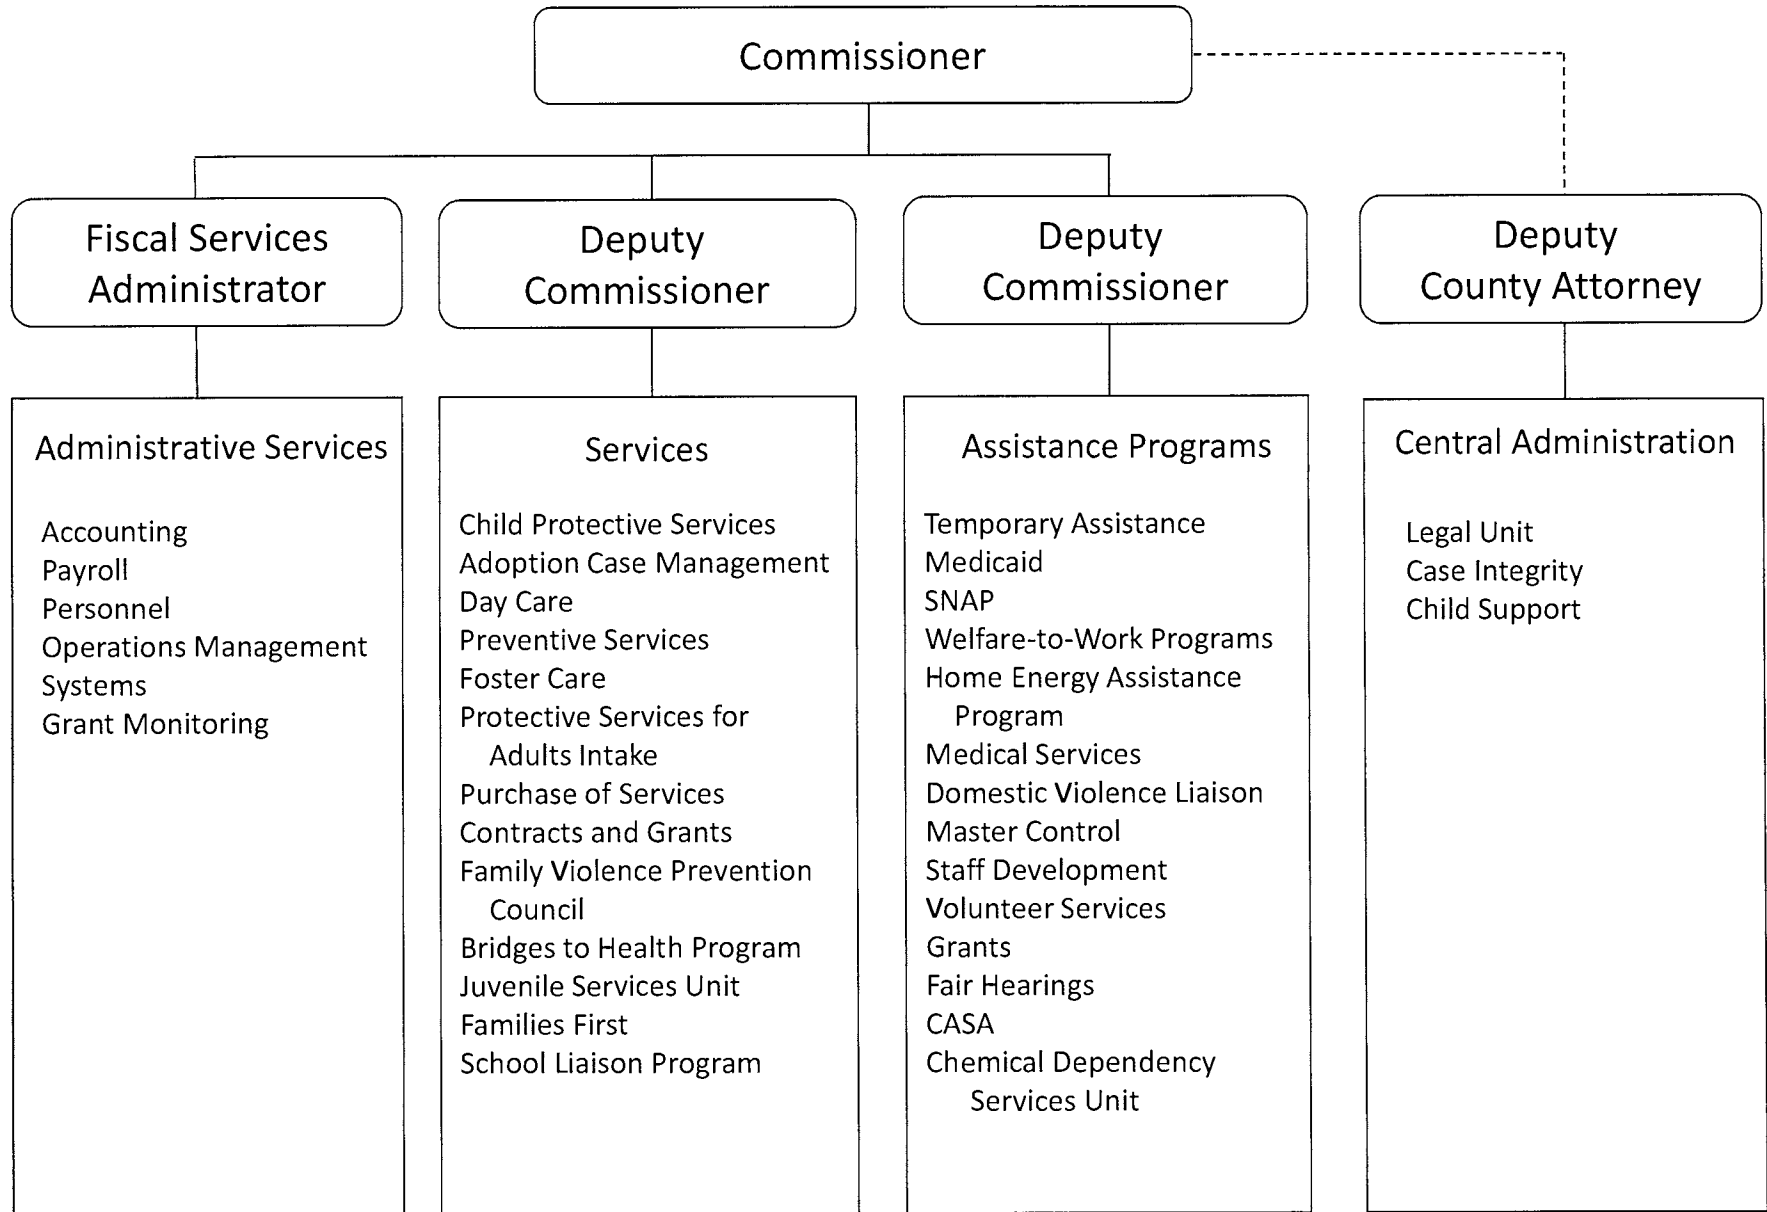 Commissioner
Fiscal Services
Administrator
Deputy
Commissioner
Deputy
Commissioner
Deputy
County Attorney
Administrative Services
Accounting
Payroll
Personnel
Operations Management
Systems
Grant Monitoring
Services
Child Protective Services
Adoption Case Management
Day Care
Preventive Services
Foster Care
Protective Services for
Adults Intake
Purchase of Services
Contracts and Grants
Family Violence Prevention
Council
Bridges to Health Program
Juvenile Services Unit
Families First
School Liaison Program
Assistance Programs
Temporary Assistance
Medicaid
SNAP
Welfare-to-Work Programs
Home Energy Assistance
Program
Medical Services
Domestic Violence Liaison
Master Control
Staff Development
Volunteer Services
Grants
Fair Hearings
CASA
Chemical Dependency
Services Unit
Central Administration
Legal Unit
Case Integrity
Child Support